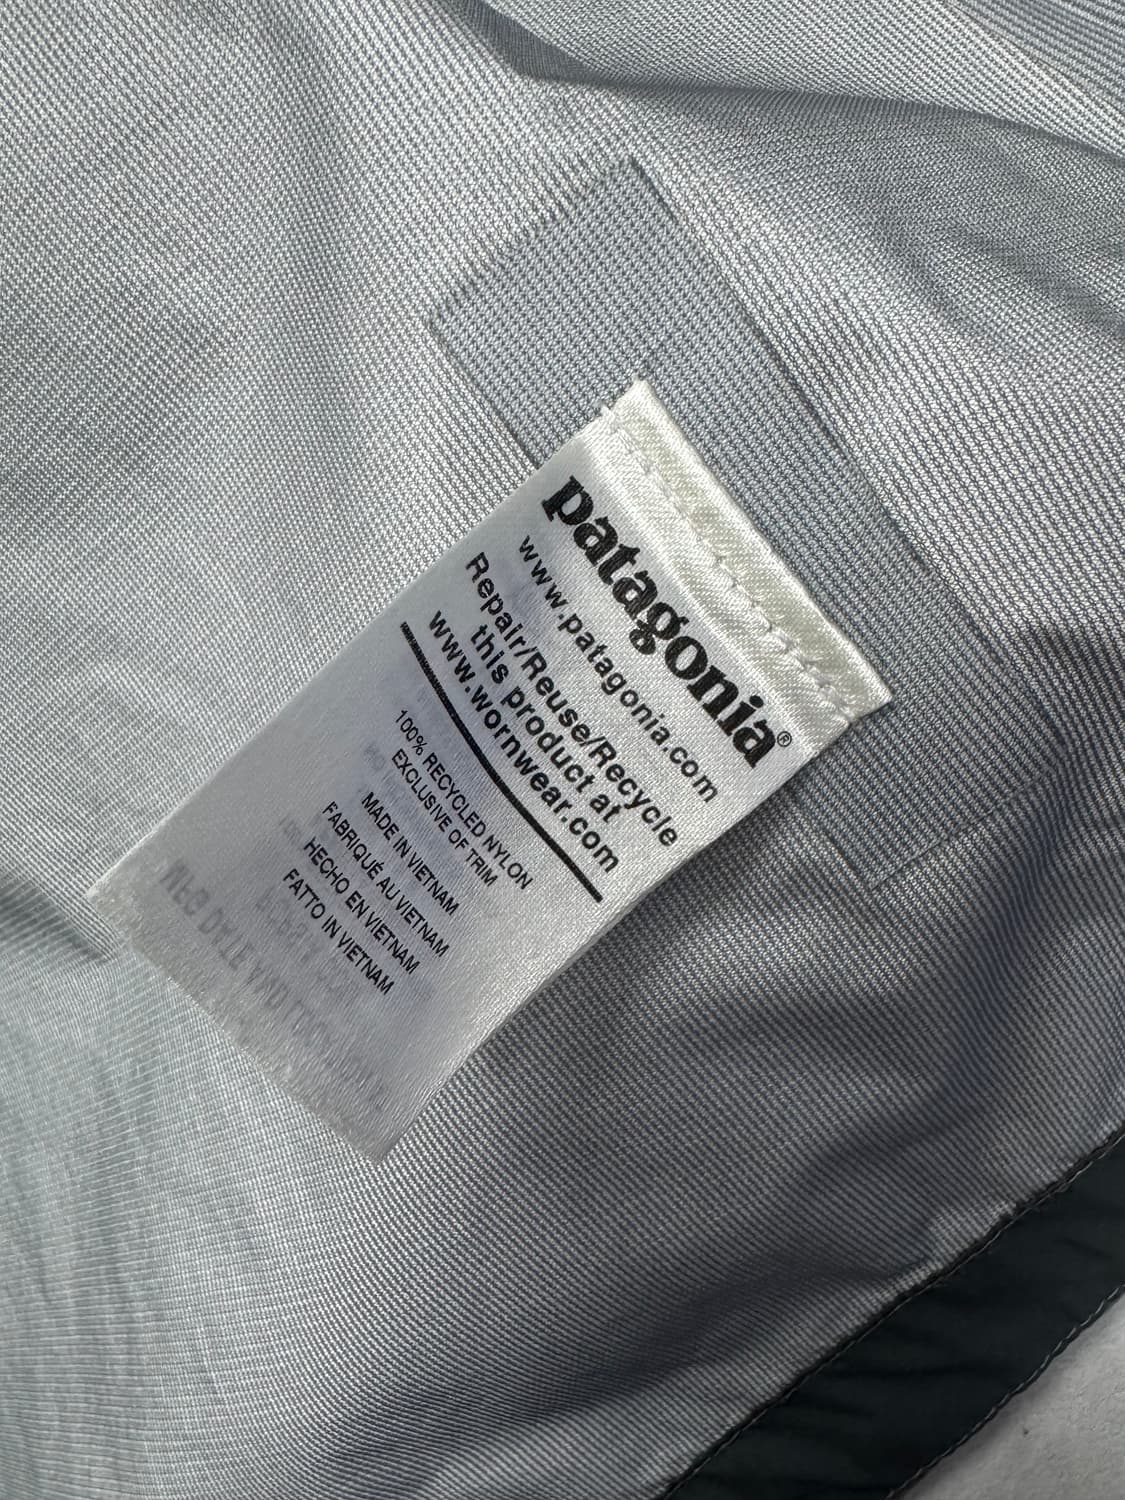 patagonia®
www.patagonia.com
Repair/Reuse/Recycle
this product at
www.wornwear.com
100% RECYCLED NYLON
EXCLUSIVE OF TRIM
MADE IN VIETNAM
FABRIQUÉ AU VIETNAM
HECHO EN VIETNAM
FATTO IN VIETNAM